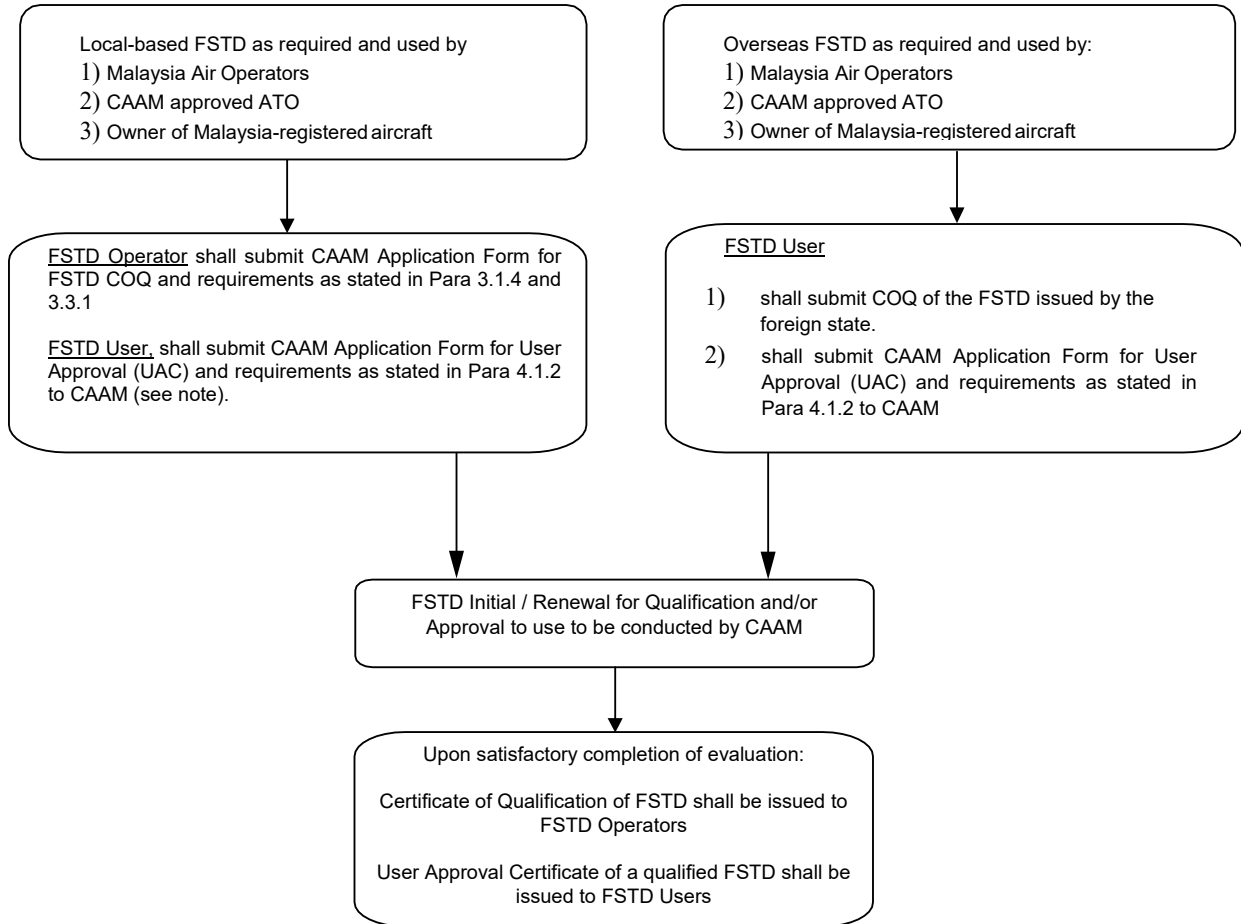 Local-based FSTD as required and used by
1) Malaysia Air Operators
2) CAAM approved ATO
3) Owner of Malaysia-registered aircraft
Overseas FSTD as required and used by:
1) Malaysia Air Operators
2) CAAM approved ATO
3) Owner of Malaysia-registered aircraft
FSTD Operator shall submit CAAM Application Form for
FSTD COQ and requirements as stated in Para 3.1.4 and
3.3.1
FSTD User, shall submit CAAM Application Form for User
Approval (UAC) and requirements as stated in Para 4.1.2
to CAAM (see note).
FSTD User
1) shall submit COQ of the FSTD issued by the
foreign state.
2) shall submit CAAM Application Form for User
Approval (UAC) and requirements as stated in
Para 4.1.2 to CAAM
FSTD Initial / Renewal for Qualification and/or
Approval to use to be conducted by CAAM
Upon satisfactory completion of evaluation:
Certificate of Qualification of FSTD shall be issued to
FSTD Operators
User Approval Certificate of a qualified FSTD shall be
issued to FSTD Users